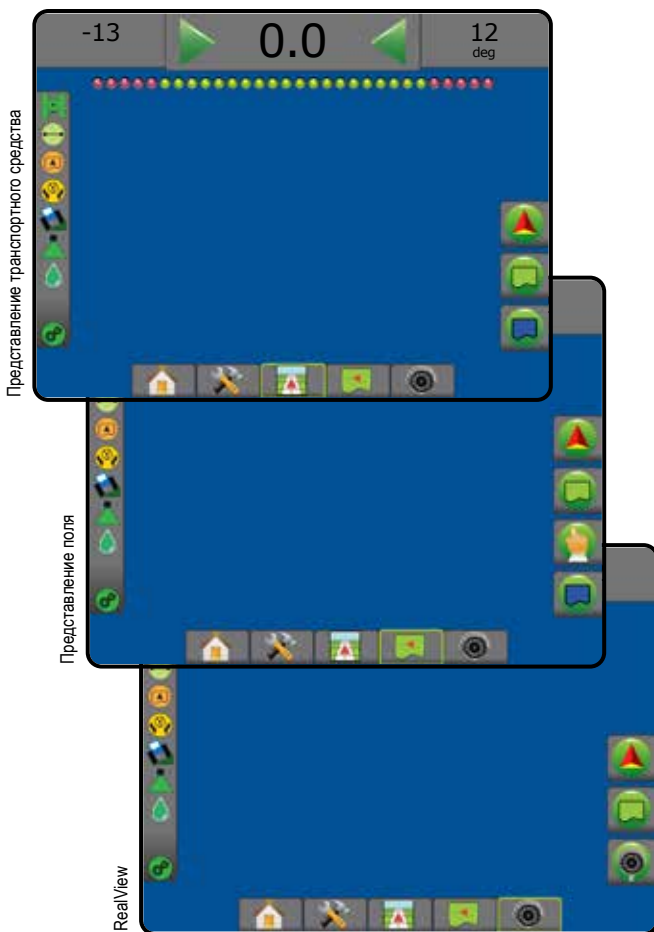 -13
0.0
12
deg
Представление транспортного средства
Представление поля
RealView